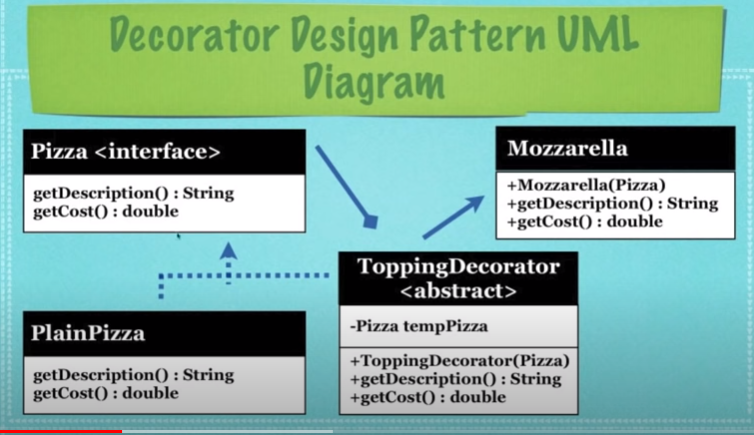 Decorator Design Pattern UML
Diagram
Pizza <interface>
getDescription() : String
getCost() : double
Mozzarella
+Mozzarella(Pizza)
+getDescription() : String
+getCost() : double
ToppingDecorator
<abstract>
-Pizza tempPizza
+ToppingDecorator(Pizza)
+getDescription() : String
+getCost() : double
PlainPizza
getDescription() : String
getCost() : double